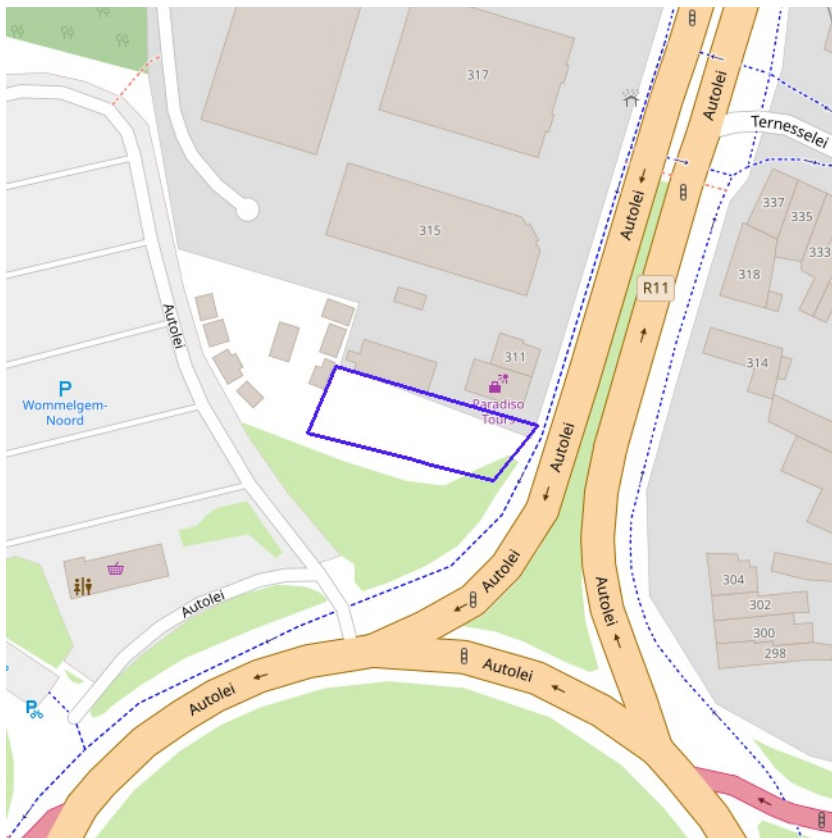 317
Autolei
Ternesselei
337
335
333
315
Autolei
318
R11
Autolei
311
314
P
Wommelgem-
Noord
Paradiso
Tours
Autolei
304
Autolei
302
Autolei
Autolei
300
298
Autolei
Autolei
P